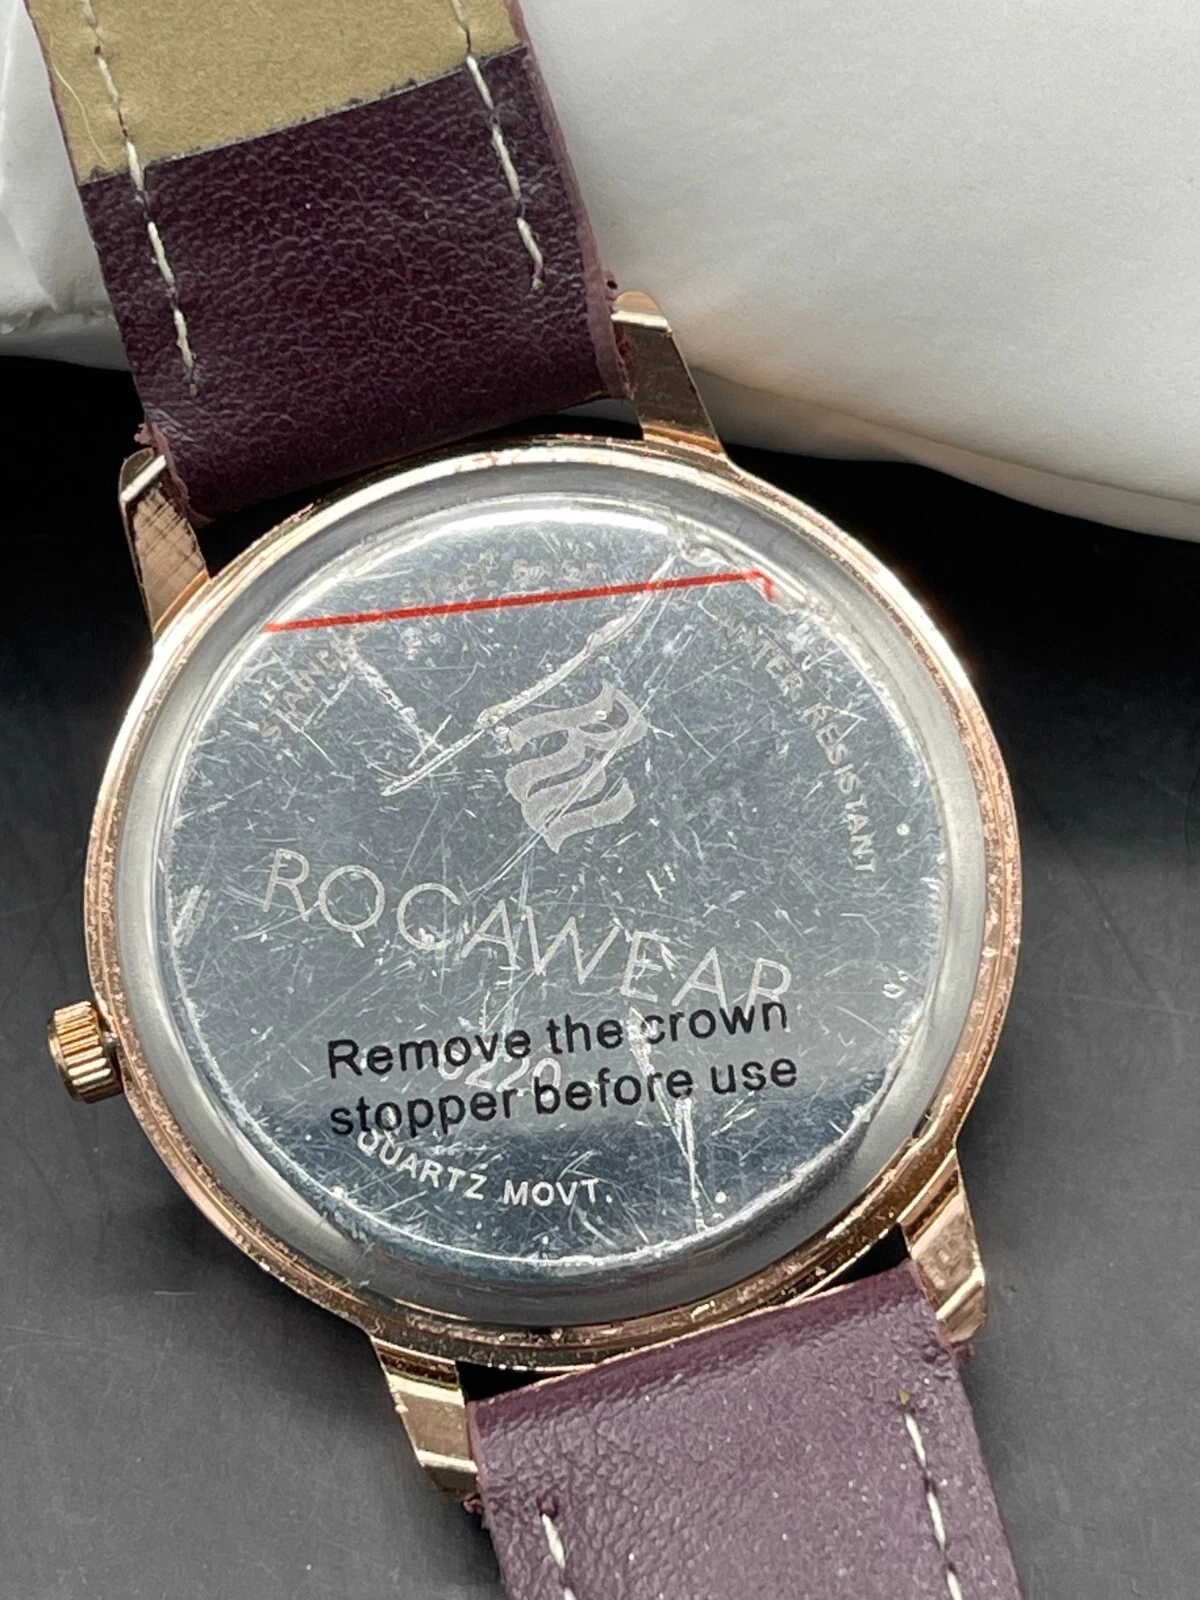 WATER RESISTANT
ROCAWEAR
Remove the crown
stopper before use
QUARTZ MOVT.